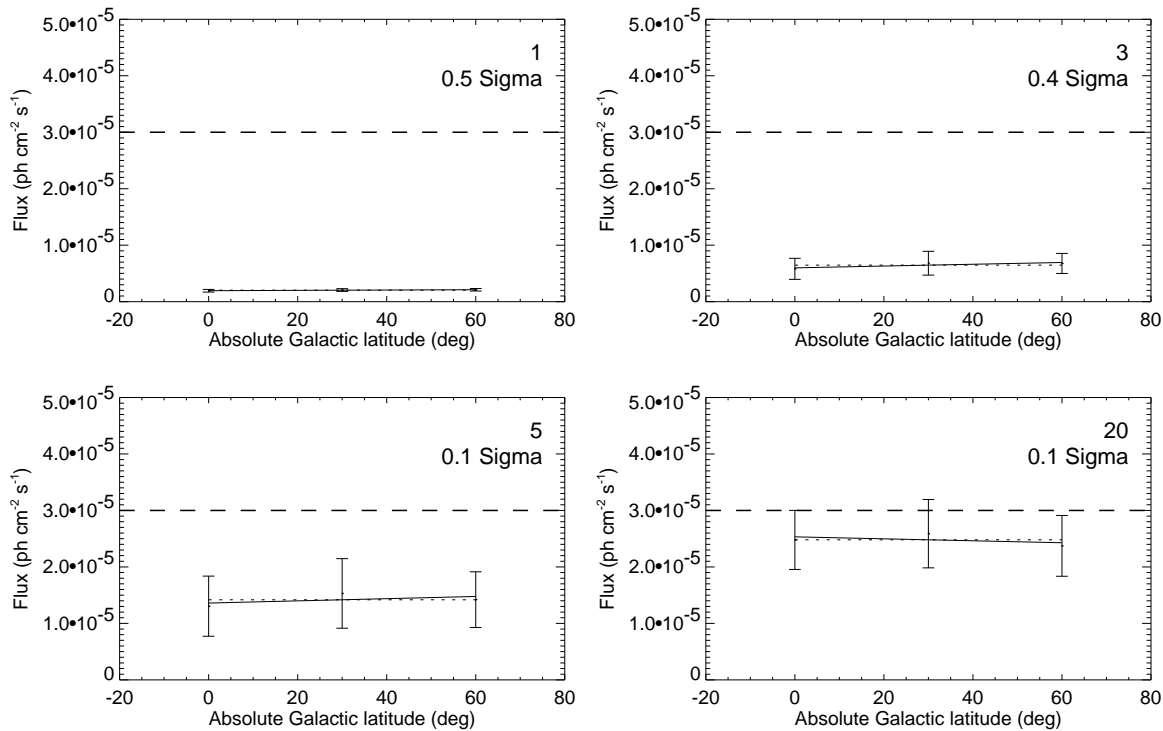 5.0•10⁻⁵
4.0•10⁻⁵
3.0•10⁻⁵
2.0•10⁻⁵
1.0•10⁻⁵
0
Flux (ph cm⁻² s⁻¹)
1
0.5 Sigma
-20 0 20 40 60 80
Absolute Galactic latitude (deg)
5.0•10⁻⁵
4.0•10⁻⁵
3.0•10⁻⁵
2.0•10⁻⁵
1.0•10⁻⁵
0
Flux (ph cm⁻² s⁻¹)
3
0.4 Sigma
-20 0 20 40 60 80
Absolute Galactic latitude (deg)
5.0•10⁻⁵
4.0•10⁻⁵
3.0•10⁻⁵
2.0•10⁻⁵
1.0•10⁻⁵
0
Flux (ph cm⁻² s⁻¹)
5
0.1 Sigma
-20 0 20 40 60 80
Absolute Galactic latitude (deg)
5.0•10⁻⁵
4.0•10⁻⁵
3.0•10⁻⁵
2.0•10⁻⁵
1.0•10⁻⁵
0
Flux (ph cm⁻² s⁻¹)
20
0.1 Sigma
-20 0 20 40 60 80
Absolute Galactic latitude (deg)